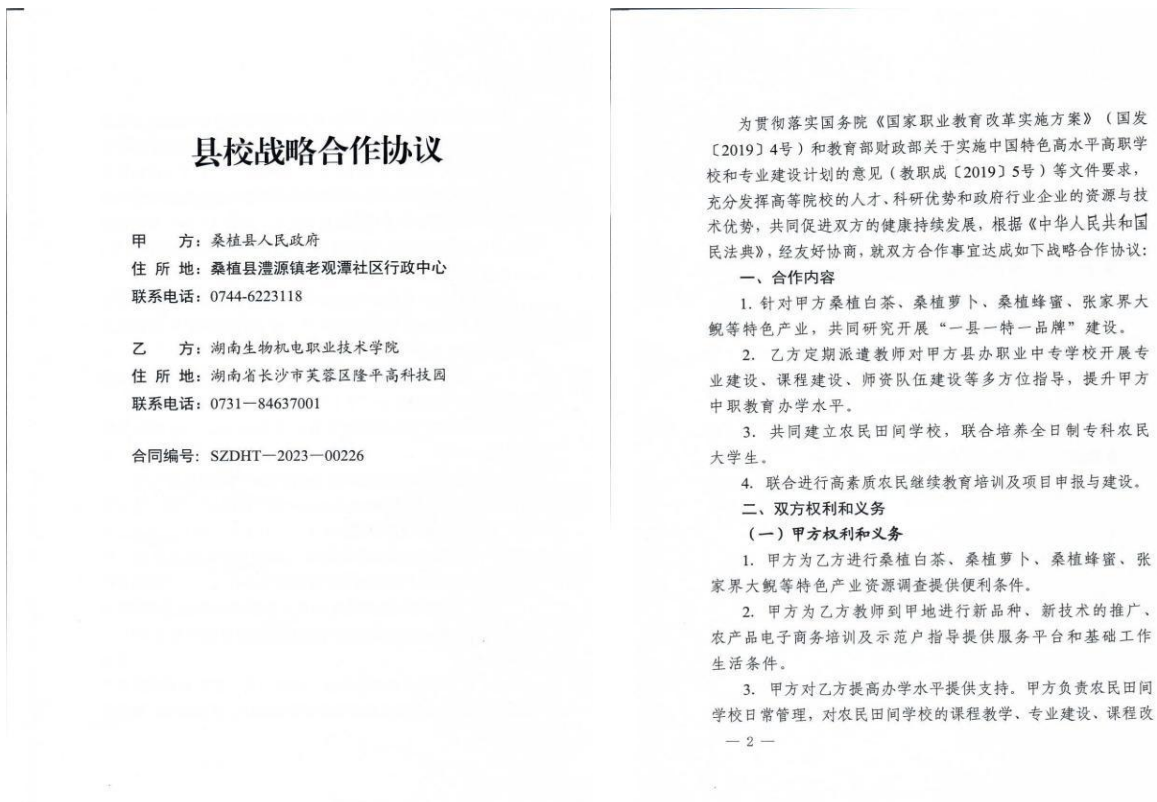 县校战略合作协议
甲 方：桑植县人民政府
住 所 地：桑植县澧源镇老观潭社区行政中心
联系电话：0744-6223118
乙 方：湖南生物机电职业技术学院
住 所 地：湖南省长沙市芙蓉区隆平高科技园
联系电话：0731—84637001
合同编号：SZDHT—2023—00226
为贯彻落实国务院《国家职业教育改革实施方案》（国发
〔2019〕4号）和教育部财政部关于实施中国特色高水平高职学
校和专业建设计划的意见（教职成〔2019〕5号）等文件要求，
充分发挥高等院校的人才、科研优势和政府行业企业的资源与技
术优势，共同促进双方的健康持续发展，根据《中华人民共和国
民法典》，经友好协商，就双方合作事宜达成如下战略合作协议：
一、合作内容
1. 针对甲方桑植白茶、桑植萝卜、桑植蜂蜜、张家界大
鲵等特色产业，共同研究开展“一县一特一品牌”建设。
2. 乙方定期派遣教师对甲方县办职业中专学校开展专
业建设、课程建设、师资队伍建设等多方位指导，提升甲方
中职教育办学水平。
3. 共同建立农民田间学校，联合培养全日制专科农民
大学生。
4. 联合进行高素质农民继续教育培训及项目申报与建设。
二、双方权利和义务
（一）甲方权利和义务
1. 甲方为乙方进行桑植白茶、桑植萝卜、桑植蜂蜜、张
家界大鲵等特色产业资源调查提供便利条件。
2. 甲方为乙方教师到甲地进行新品种、新技术的推广、
农产品电子商务培训及示范户指导提供服务平台和基础工作
生活条件。
3. 甲方对乙方提高办学水平提供支持。甲方负责农民田间
学校日常管理，对农民田间学校的课程教学、专业建设、课程改
— 2 —